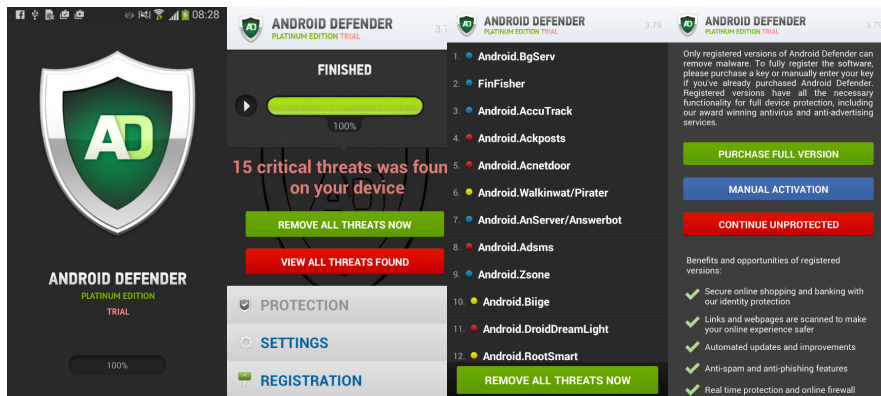 08:28
AD
ANDROID DEFENDER
PLATINUM EDITION
TRIAL
100%
ANDROID DEFENDER
PLATINUM EDITION TRIAL
FINISHED
100%
15 critical threats was foun
on your device
REMOVE ALL THREATS NOW
VIEW ALL THREATS FOUND
PROTECTION
SETTINGS
REGISTRATION
ANDROID DEFENDER 3.79
PLATINUM EDITION TRIAL
1. Android.BgServ
2. FinFisher
3. Android.AccuTrack
4. Android.Ackposts
5. Android.Acnetdoor
6. Android.Walkinwat/Pirater
7. Android.AnServer/Answerbot
8. Android.Adsms
9. Android.Zsone
10. Android.Biige
11. Android.DroidDreamLight
12. Android.RootSmart
REMOVE ALL THREATS NOW
ANDROID DEFENDER
PLATINUM EDITION TRIAL
Only registered versions of Android Defender can
remove malware. To fully register the software,
please purchase a key or manually enter your key
if you've already purchased Android Defender.
Registered versions have all the necessary
functionality for full device protection, including
our award winning antivirus and anti-advertising
services.
PURCHASE FULL VERSION
MANUAL ACTIVATION
CONTINUE UNPROTECTED
Benefits and opportunities of registered
versions:
Secure online shopping and banking with
our identity protection
Links and webpages are scanned to make
your online experience safer
Automated updates and improvements
Anti-spam and anti-phishing features
Real time protection and online firewall